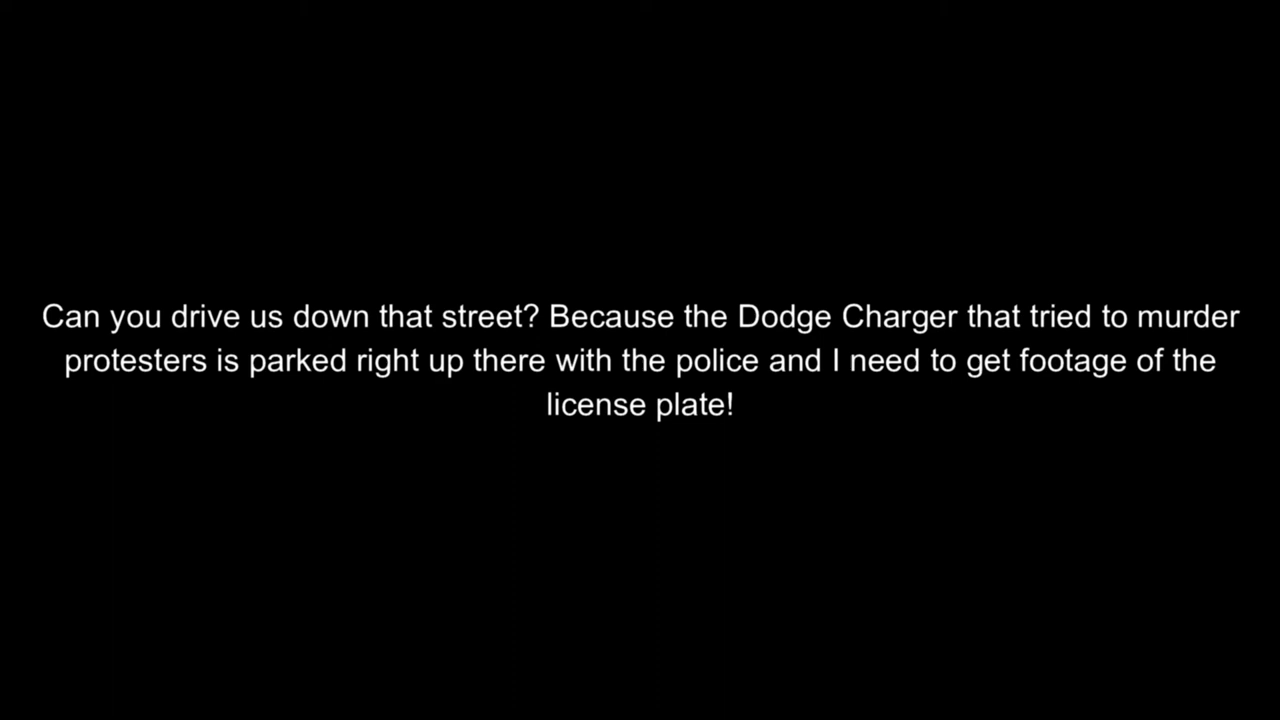 Can you drive us down that street? Because the Dodge Charger that tried to murder
protesters is parked right up there with the police and I need to get footage of the
license plate!